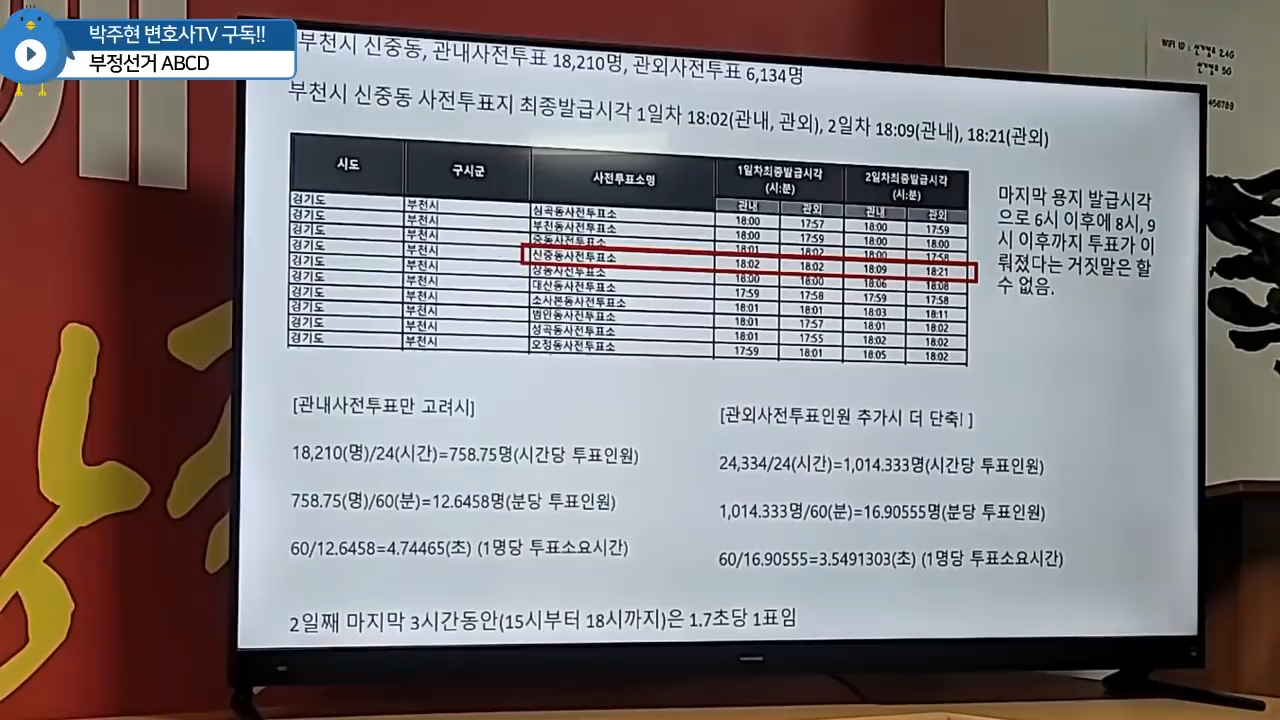 박주현 변호사TV 구독!!
부정선거 ABCD
WIFI ID : 선거정보 2.4G
선거정보 5G
456789
부천시 신중동, 관내사전투표 18,210명, 관외사전투표 6,134명
부천시 신중동 사전투표지 최종발급시각 1일차 18:02(관내, 관외), 2일차 18:09(관내), 18:21(관외)
시도 구시군 사전투표소명 1일차최종발급시각 (시:분) 2일차최종발급시각 (시:분)
관내 관외 관내 관외
경기도 부천시 심곡동사전투표소 18:00 17:57 18:00 17:59
경기도 부천시 부천동사전투표소 18:00 17:59 18:00 18:00
경기도 부천시 중동사전투표소 18:01 18:02 18:00 17:58
경기도 부천시 신중동사전투표소 18:02 18:02 18:09 18:21
경기도 부천시 상동사전투표소 18:00 18:00 18:06 18:08
경기도 부천시 대산동사전투표소 17:59 17:58 17:59 17:58
경기도 부천시 소사본동사전투표소 18:01 18:01 18:03 18:11
경기도 부천시 범안동사전투표소 18:01 17:57 18:01 18:02
경기도 부천시 성곡동사전투표소 18:01 17:55 18:02 18:02
경기도 부천시 오정동사전투표소 17:59 18:01 18:05 18:02
마지막 용지 발급시각
으로 6시 이후에 8시, 9
시 이후까지 투표가 이
뤄졌다는 거짓말은 할
수 없음.
[관내사전투표만 고려시]
18,210(명)/24(시간)=758.75명(시간당 투표인원)
758.75(명)/60(분)=12.6458명(분당 투표인원)
60/12.6458=4.74465(초) (1명당 투표소요시간)
[관외사전투표인원 추가시 더 단축! ]
24,334/24(시간)=1,014.333명(시간당 투표인원)
1,014.333명/60(분)=16.90555명(분당 투표인원)
60/16.90555=3.5491303(초) (1명당 투표소요시간)
2일째 마지막 3시간동안(15시부터 18시까지)은 1.7초당 1표임
SAMSUNG